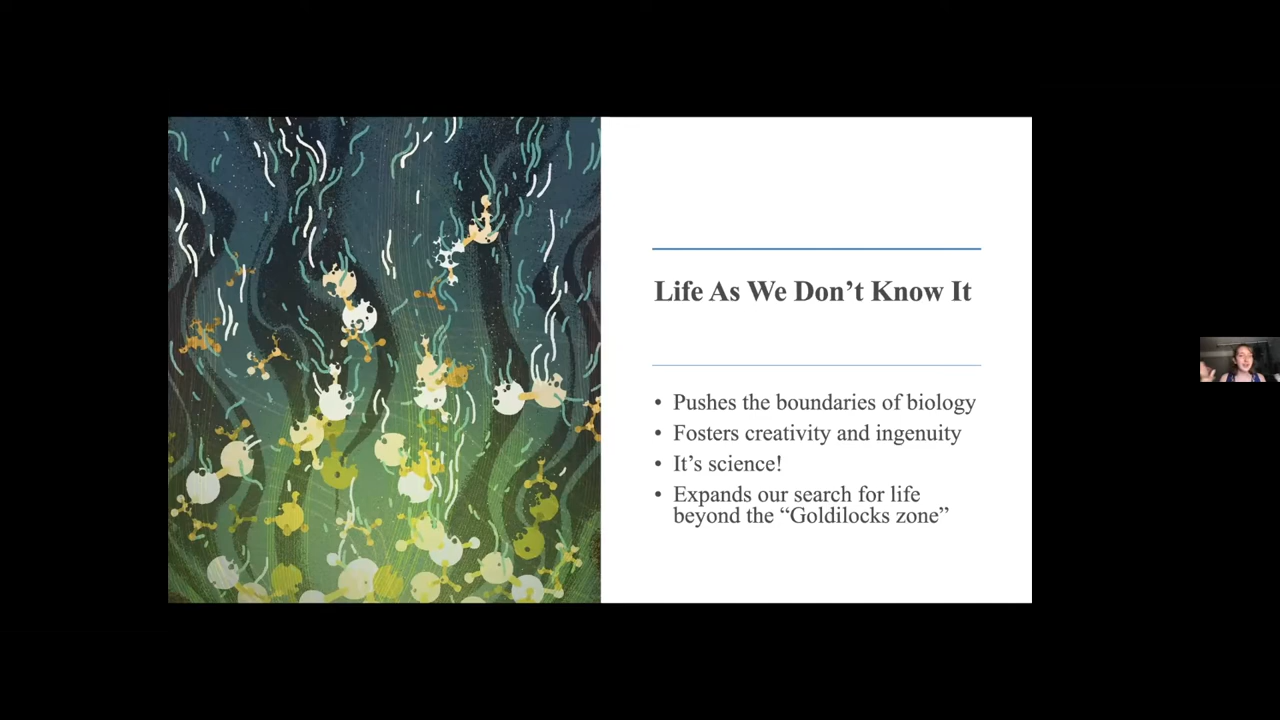 Life As We Don’t Know It
• Pushes the boundaries of biology
• Fosters creativity and ingenuity
• It’s science!
• Expands our search for life
beyond the “Goldilocks zone”